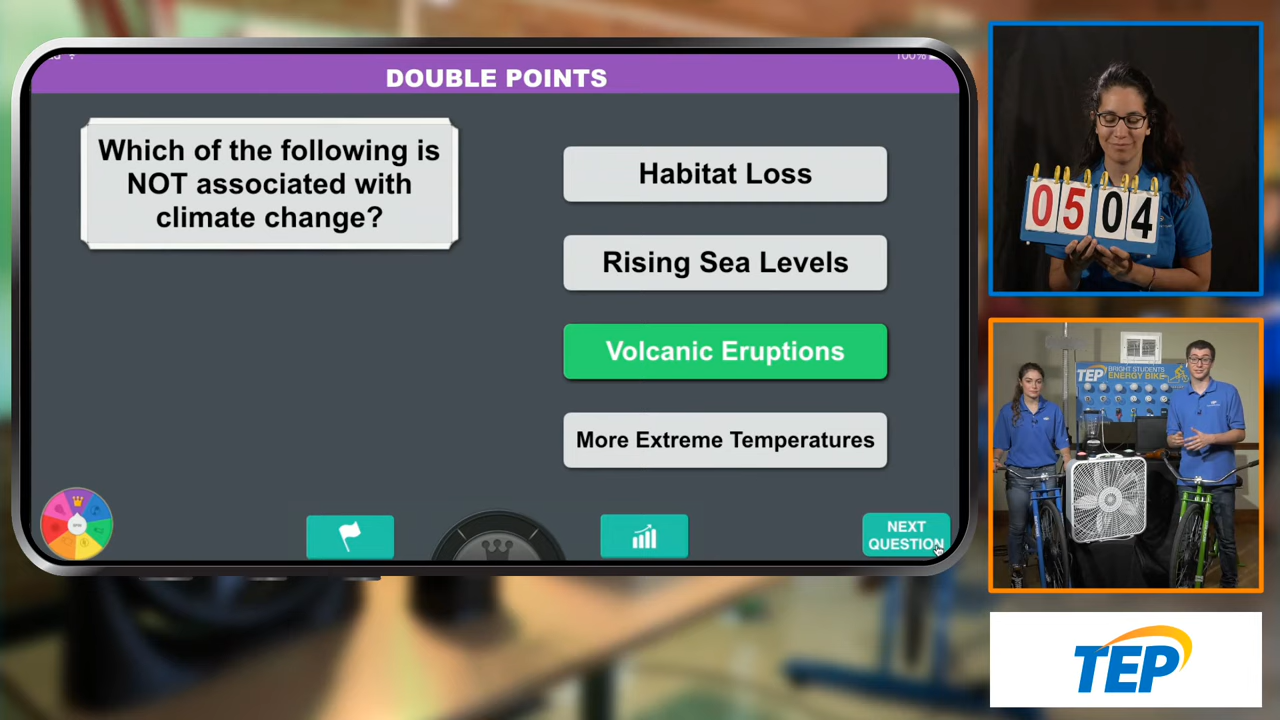 100%
DOUBLE POINTS
Which of the following is
NOT associated with
climate change?
Habitat Loss
Rising Sea Levels
Volcanic Eruptions
More Extreme Temperatures
NEXT
QUESTION
05 04
TEP
BRIGHT STUDENTS
ENERGY BIKE
TEP